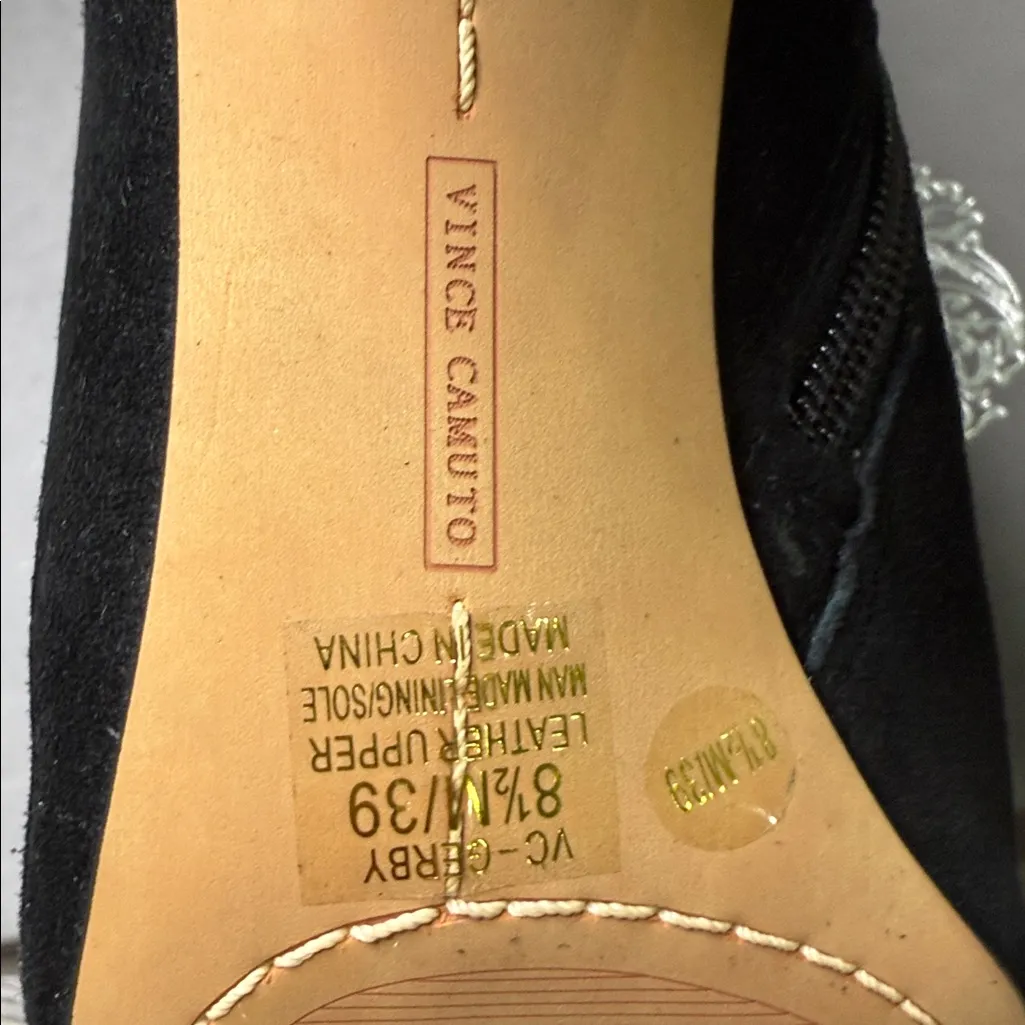 VINCE CAMUTO
VC-GERBY
8½M/39
LEATHER UPPER
MAN MADE LINING/SOLE
MADE IN CHINA
8½M/39